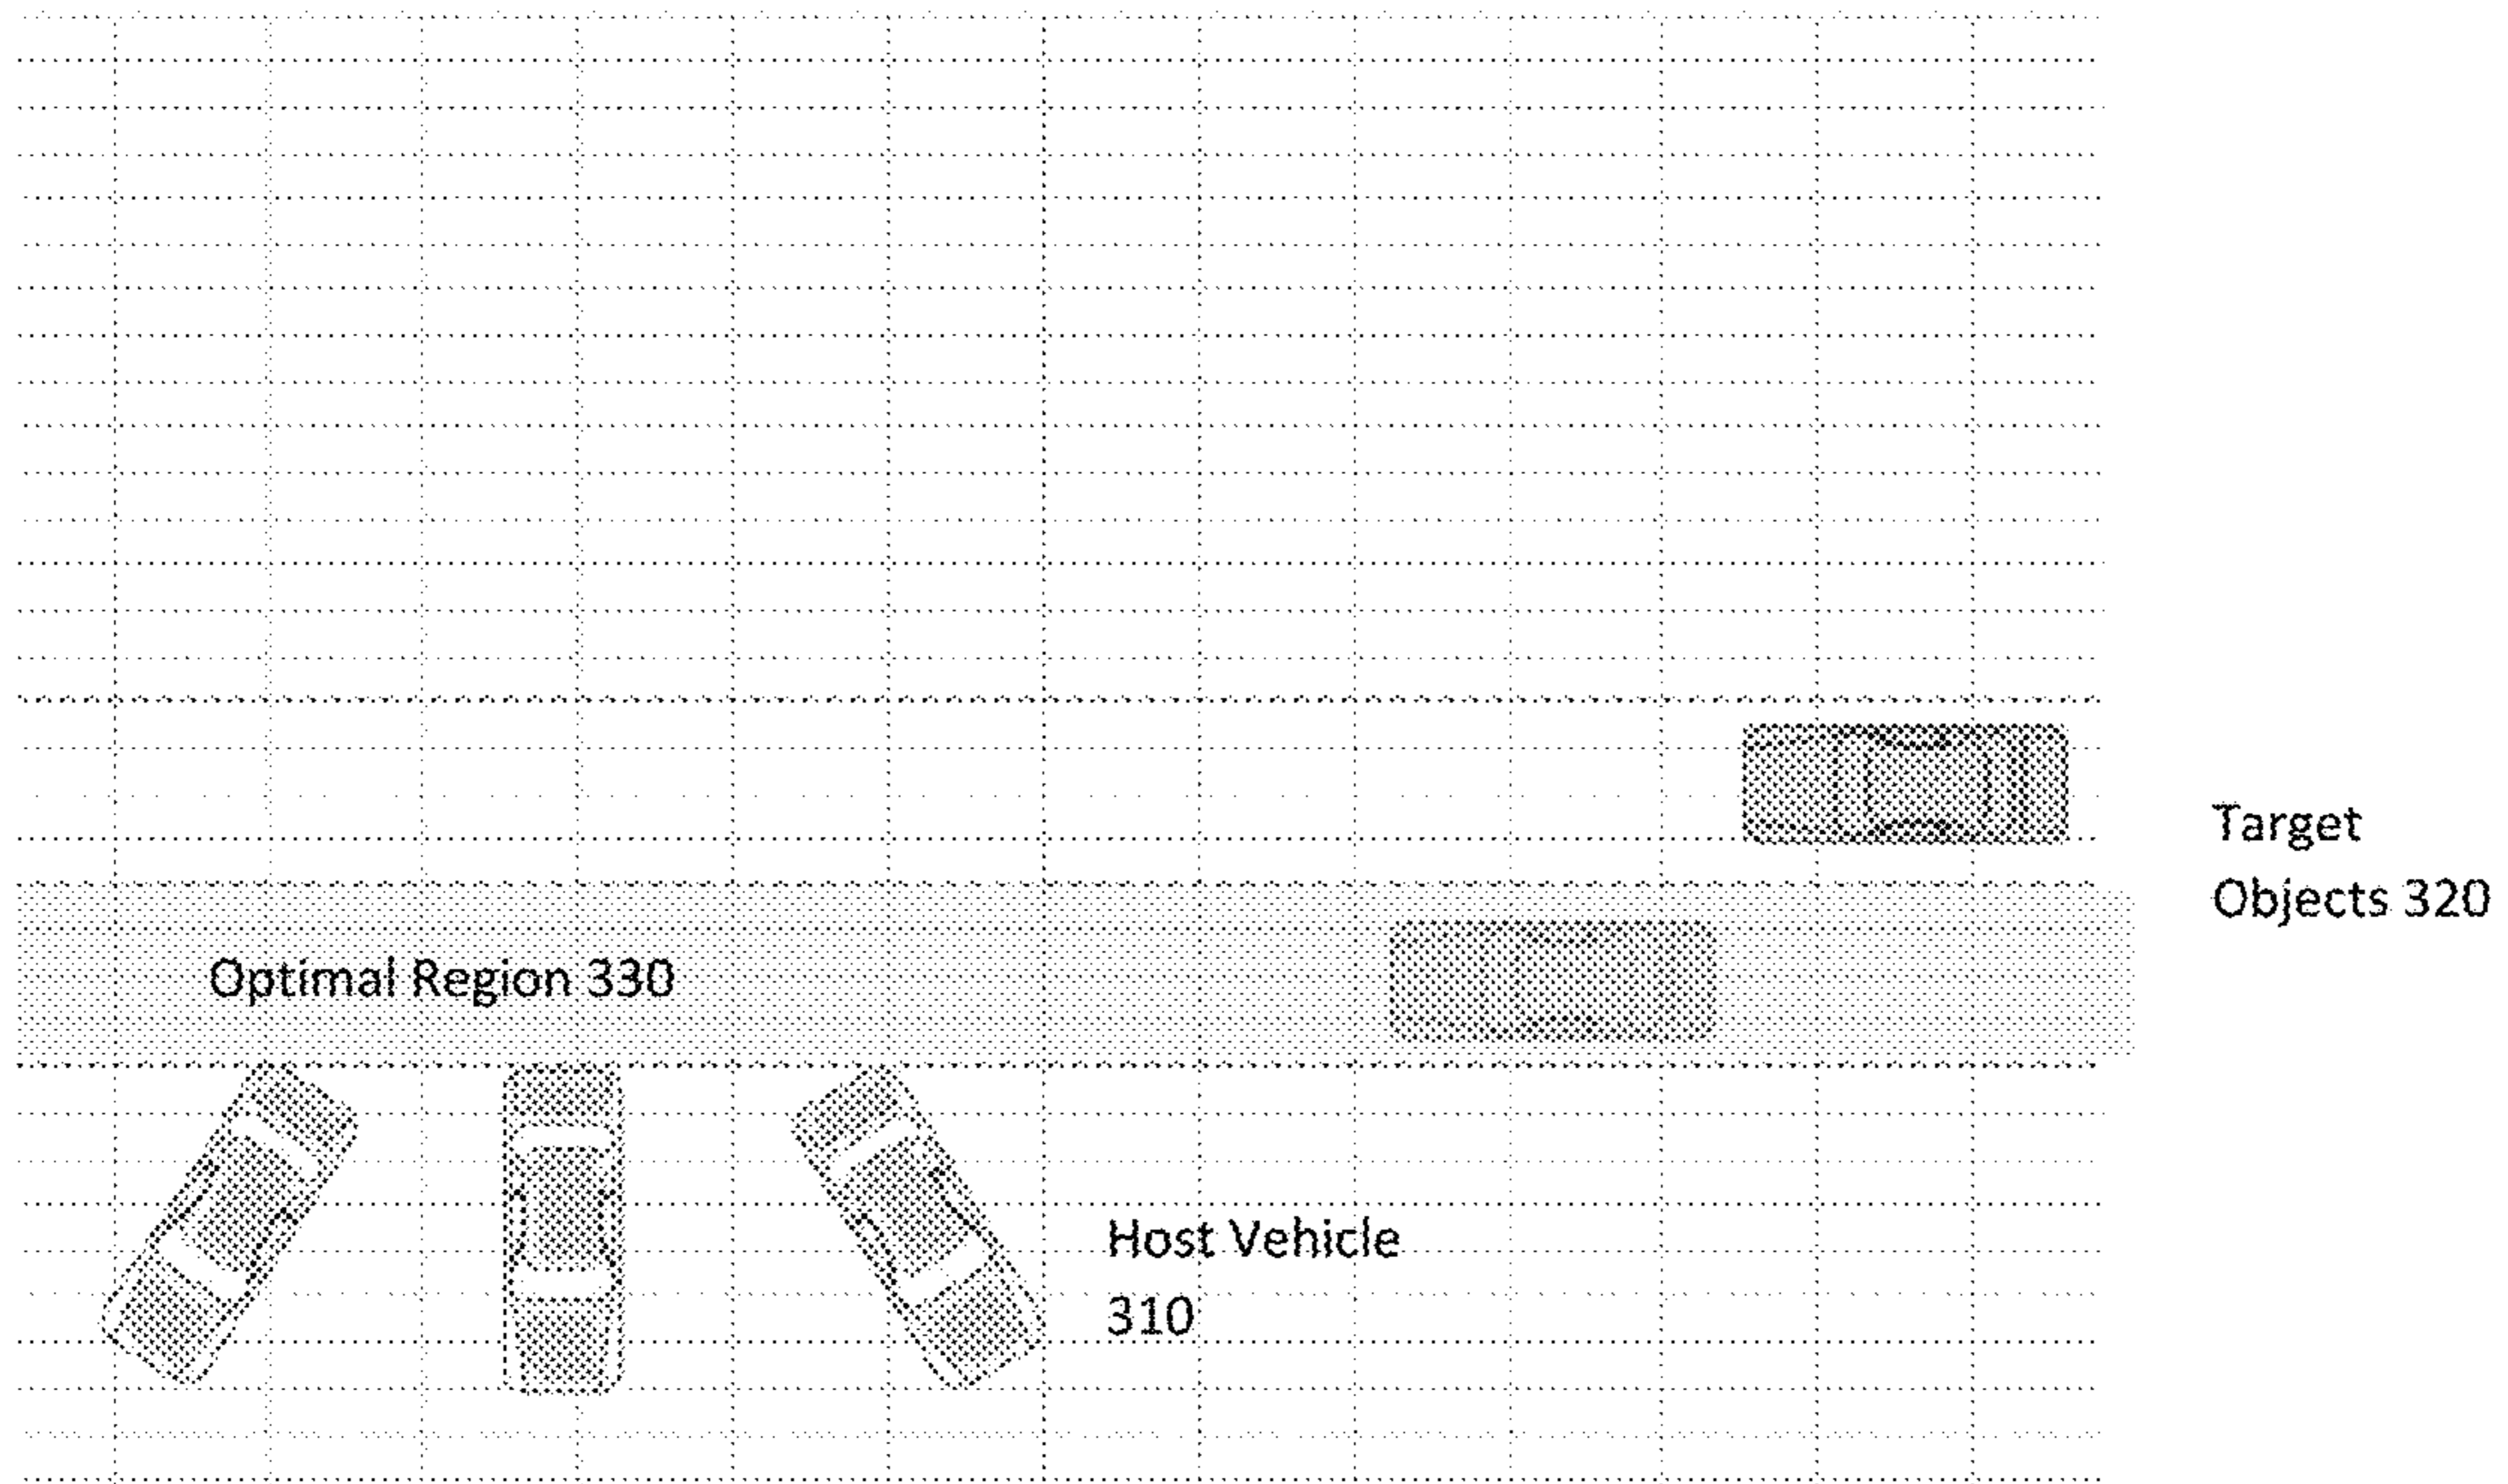 Target
Objects 320
Optimal Region 330
Host Vehicle
310